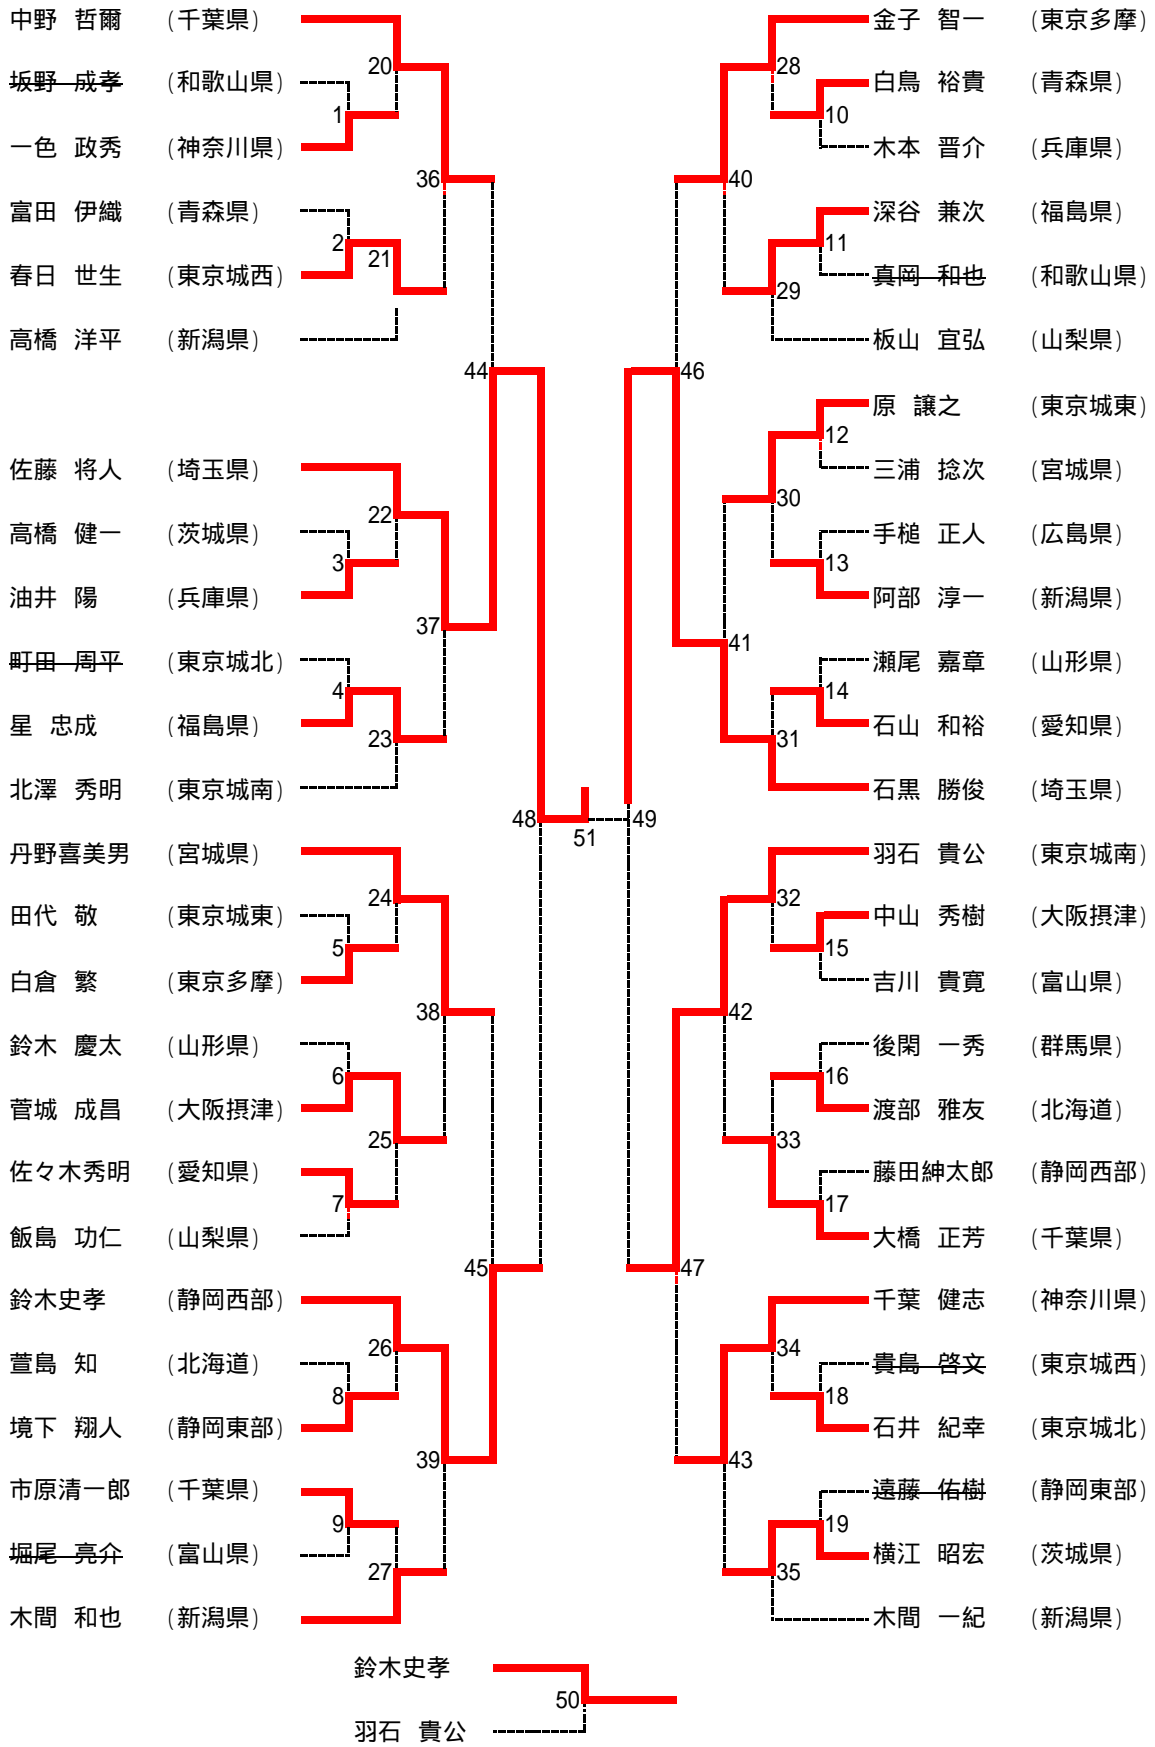 中野 哲爾 (千葉県)
20
坂野 成孝 (和歌山県)
1
一色 政秀 (神奈川県)
36
富田 伊織 (青森県)
2
21
春日 世生 (東京城西)
高橋 洋平 (新潟県)
44
佐藤 将人 (埼玉県)
22
高橋 健一 (茨城県)
3
油井 陽 (兵庫県)
37
町田 周平 (東京城北)
4
星 忠成 (福島県)
23
北澤 秀明 (東京城南)
48
51
49
丹野喜美男 (宮城県)
24
田代 敬 (東京城東)
5
白倉 繁 (東京多摩)
38
鈴木 慶太 (山形県)
6
菅城 成昌 (大阪摂津)
25
佐々木秀明 (愛知県)
7
飯島 功仁 (山梨県)
45
鈴木史孝 (静岡西部)
26
萱島 知 (北海道)
8
境下 翔人 (静岡東部)
39
市原清一郎 (千葉県)
9
堀尾 亮介 (富山県)
27
木間 和也 (新潟県)
金子 智一 (東京多摩)
28
白鳥 裕貴 (青森県)
10
木本 晋介 (兵庫県)
40
深谷 兼次 (福島県)
11
真岡 和也 (和歌山県)
29
板山 宜弘 (山梨県)
46
原 譲之 (東京城東)
12
三浦 捻次 (宮城県)
30
手槌 正人 (広島県)
13
阿部 淳一 (新潟県)
41
瀬尾 嘉章 (山形県)
14
石山 和裕 (愛知県)
31
石黒 勝俊 (埼玉県)
羽石 貴公 (東京城南)
32
中山 秀樹 (大阪摂津)
15
吉川 貴寛 (富山県)
42
後閑 一秀 (群馬県)
16
渡部 雅友 (北海道)
33
藤田紳太郎 (静岡西部)
17
大橋 正芳 (千葉県)
47
千葉 健志 (神奈川県)
34
貴島 啓文 (東京城西)
18
石井 紀幸 (東京城北)
43
遠藤 佑樹 (静岡東部)
19
横江 昭宏 (茨城県)
35
木間 一紀 (新潟県)
鈴木史孝
50
羽石 貴公